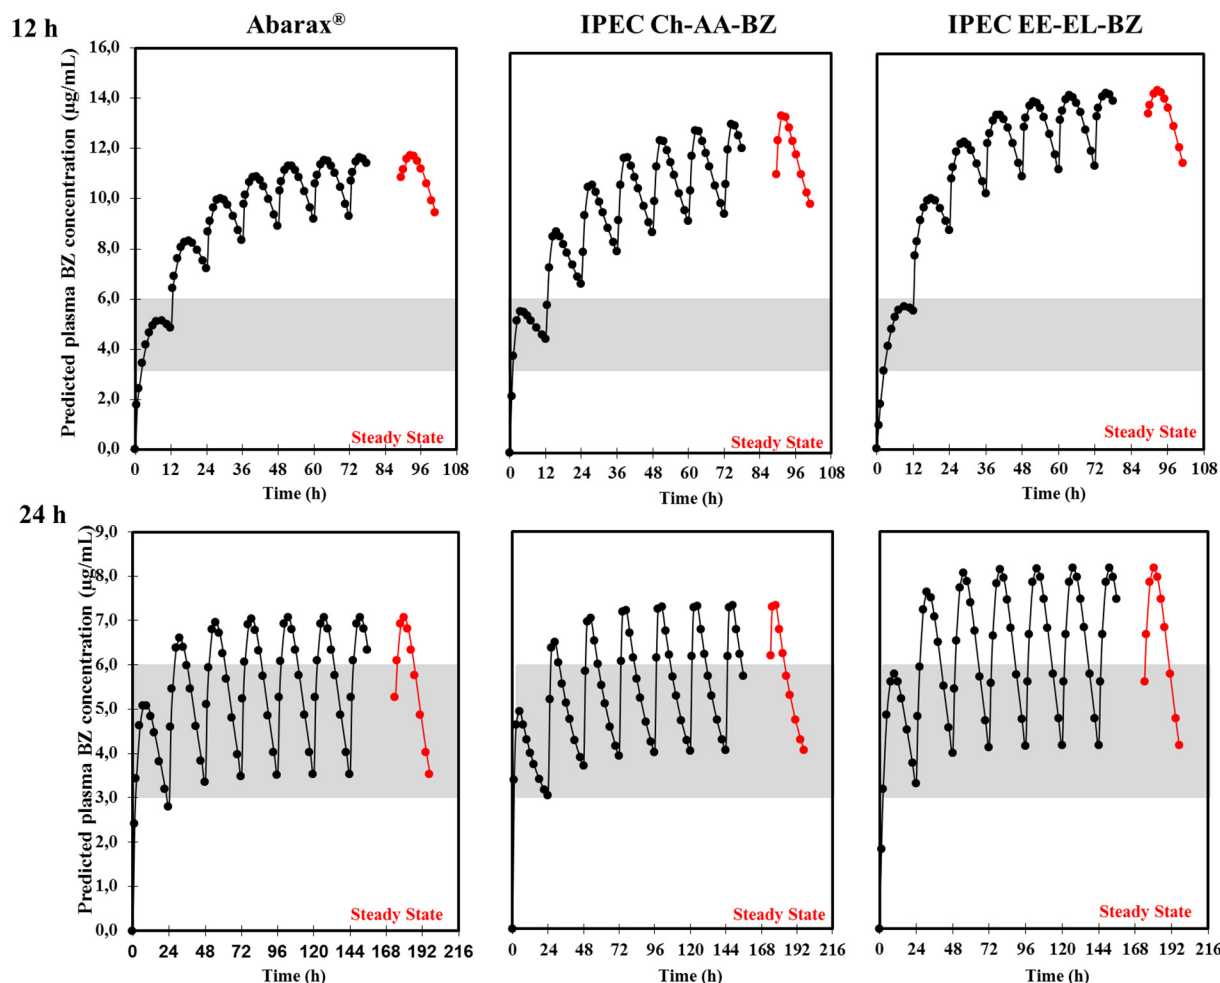 Abarax® IPEC Ch-AA-BZ IPEC EE-EL-BZ
12 h
Predicted plasma BZ concentration (µg/mL)
16,0
14,0
12,0
10,0
8,0
6,0
4,0
2,0
0,0
Steady State
0 12 24 36 48 60 72 84 96 108
Time (h)
Steady State
0 12 24 36 48 60 72 84 96 108
Time (h)
Steady State
0 12 24 36 48 60 72 84 96 108
Time (h)
24 h
Predicted plasma BZ concentration (µg/mL)
9,0
8,0
7,0
6,0
5,0
4,0
3,0
2,0
1,0
0,0
Steady State
0 24 48 72 96 120 144 168 192 216
Time (h)
Steady State
0 24 48 72 96 120 144 168 192 216
Time (h)
Steady State
0 24 48 72 96 120 144 168 192 216
Time (h)